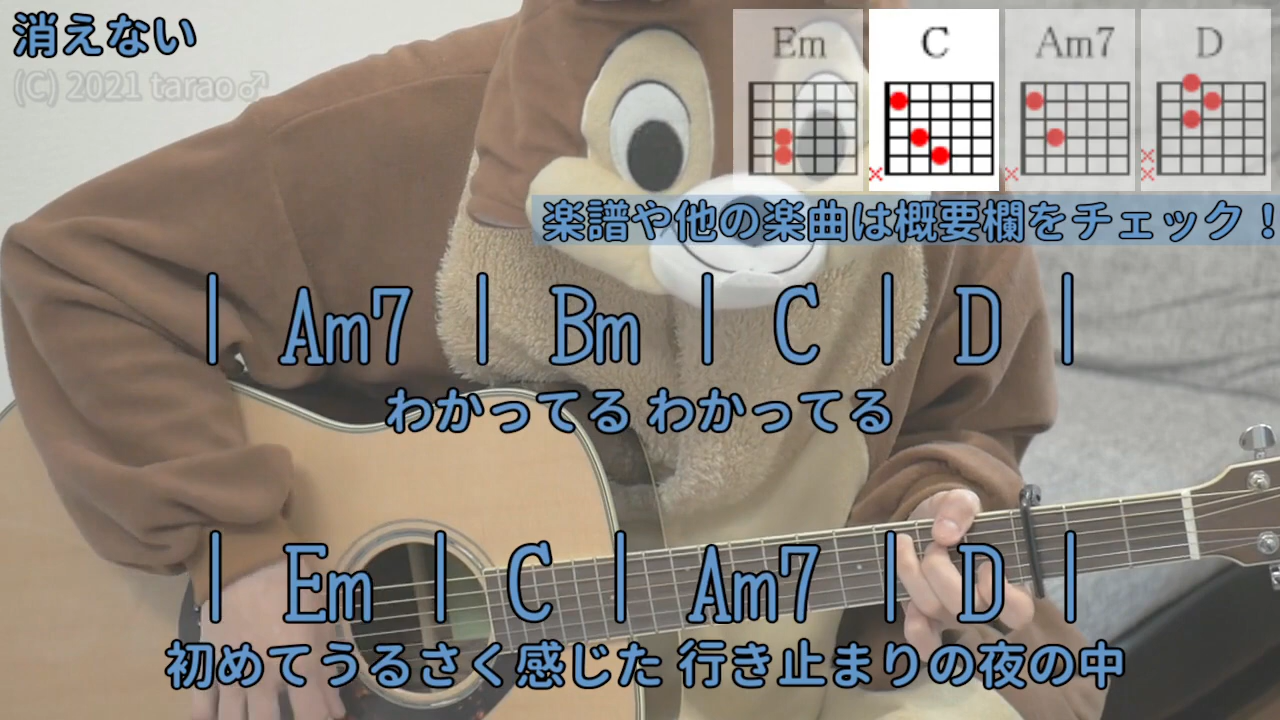 消えない
(C) 2021 tarao♂
Em C Am7 D
× × × ×
楽譜や他の楽曲は概要欄をチェック！
| Am7 | Bm | C | D |
わかってる わかってる
| Em | C | Am7 | D |
初めてうるさく感じた 行き止まりの夜の中